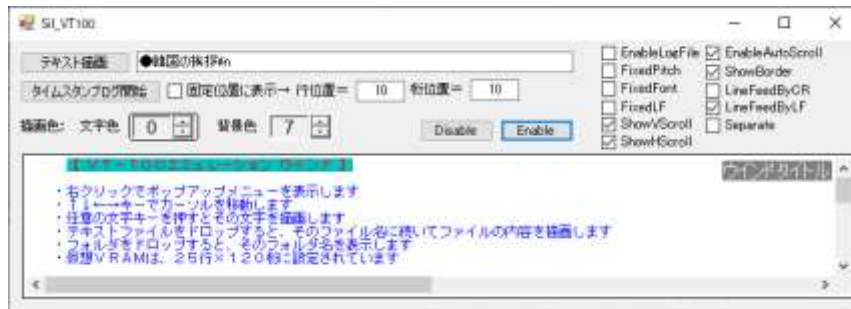 SII_VT100
テキスト描画 ●韓国の挨拶¥n
タイムスタンプログ開始 固定位置に表示→ 行位置= 10 桁位置= 10
描画色: 文字色 0 背景色 7 Disable Enable
EnableLogFile EnableAutoScroll
FixedPitch ShowBorder
FixedFont LineFeedByCR
FixedLF LineFeedByLF
ShowVScroll Separate
ShowHScroll
【 VT-100エミュレーション ウインド 】 ウインドタイトル
・右クリックでポップアップメニューを表示します
・↑↓←→キーでカーソルを移動します
・任意の文字キーを押すとその文字を描画します
・テキストファイルをドロップすると、そのファイル名に続いてファイルの内容を描画します
・フォルダをドロップすると、そのフォルダ名を表示します
・仮想VRAMは、25行×120桁に設定されています